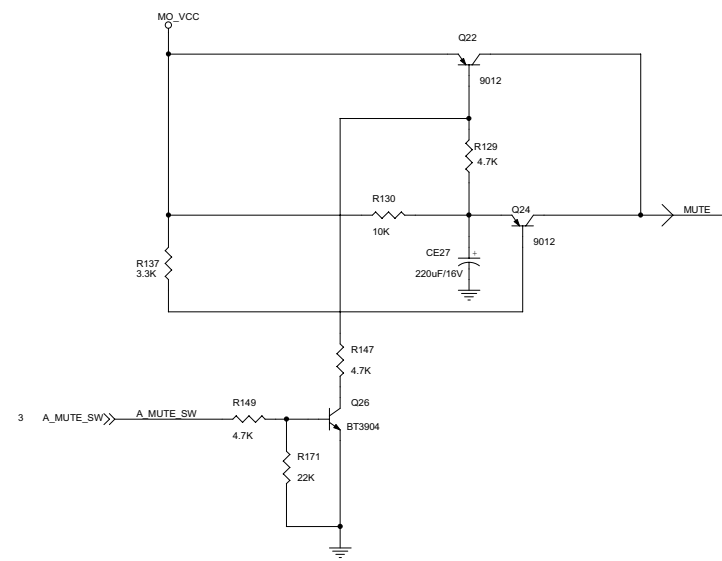 MO_VCC
Q22
9012
R129
4.7K
R130
10K
Q24
9012
MUTE
CE27
+
220uF/16V
R137
3.3K
R147
4.7K
Q26
BT3904
3 A_MUTE_SW
A_MUTE_SW
R149
4.7K
R171
22K